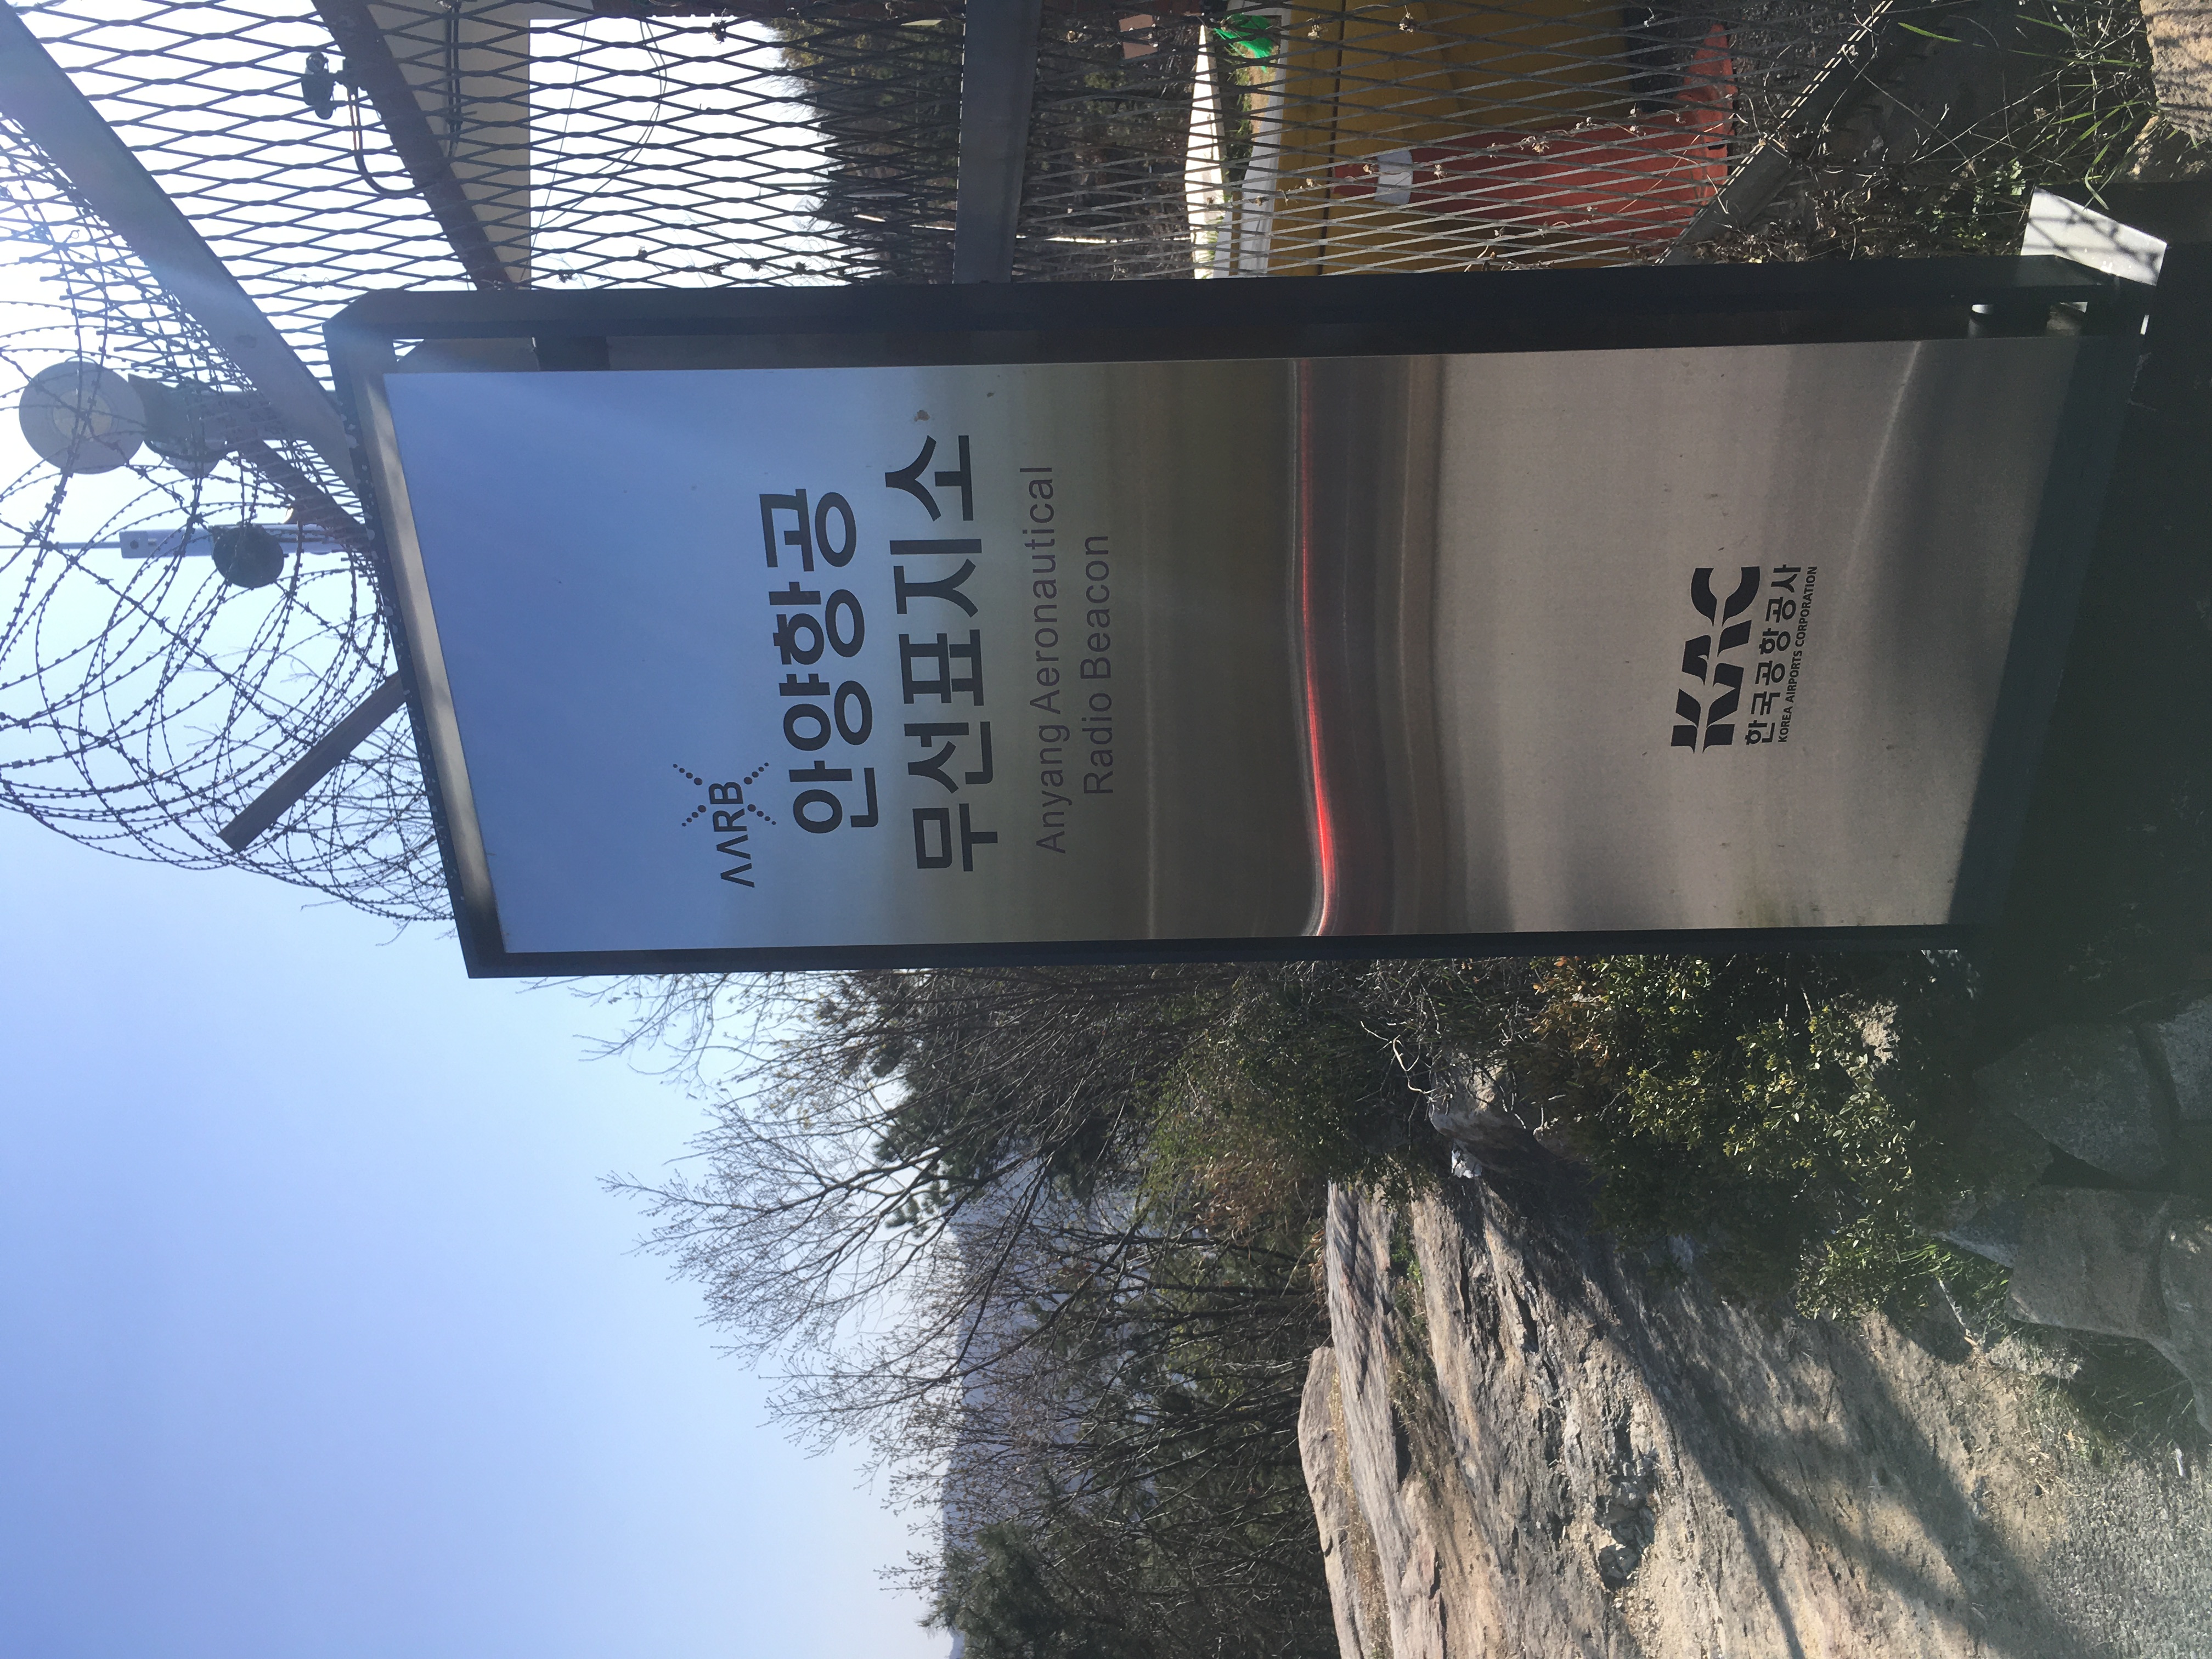 AARB
안양항공
무선표지소
Anyang Aeronautical
Radio Beacon
KAC
한국공항공사
KOREA AIRPORTS CORPORATION